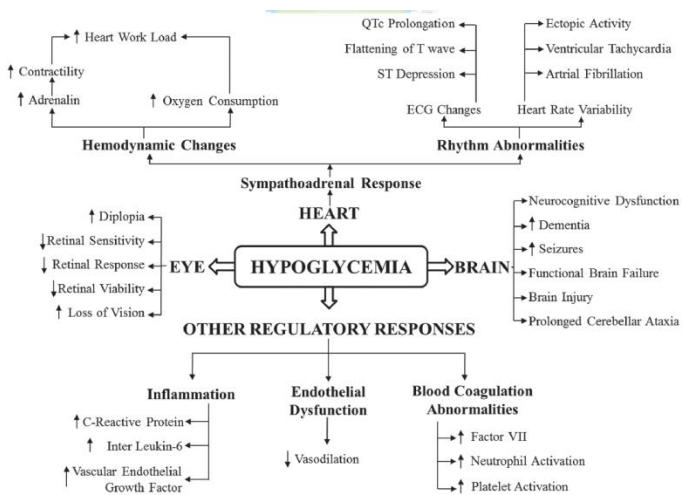 QTc Prolongation
Flattening of T wave
ST Depression
ECG Changes
Ectopic Activity
Ventricular Tachycardia
Artrial Fibrillation
Heart Rate Variability
↑ Heart Work Load
↑ Contractility
↑ Adrenalin
↑ Oxygen Consumption
Hemodynamic Changes
Rhythm Abnormalities
Sympathoadrenal Response
HEART
↑ Diplopia
↓ Retinal Sensitivity
↓ Retinal Response
↓ Retinal Viability
↑ Loss of Vision
EYE
HYPOGLYCEMIA
BRAIN
Neurocognitive Dysfunction
↑ Dementia
↑ Seizures
Functional Brain Failure
Brain Injury
Prolonged Cerebellar Ataxia
OTHER REGULATORY RESPONSES
Inflammation
↑ C-Reactive Protein
↑ Inter Leukin-6
↑ Vascular Endothelial
Growth Factor
Endothelial
Dysfunction
↓ Vasodilation
Blood Coagulation
Abnormalities
↑ Factor VII
↑ Neutrophil Activation
↑ Platelet Activation